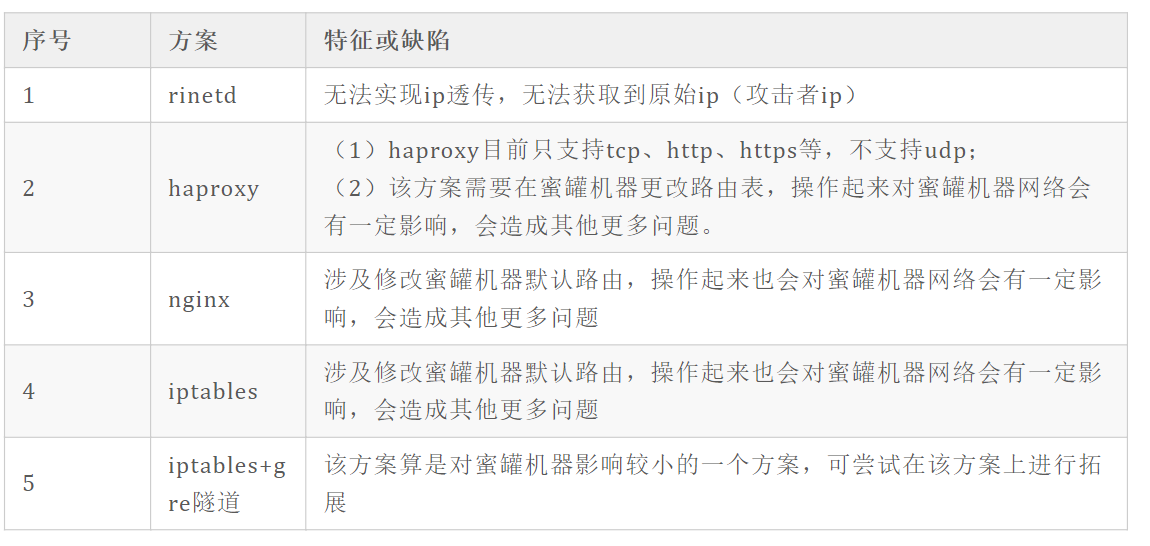 序号 方案 特征或缺陷
1 rinetd 无法实现ip透传，无法获取到原始ip（攻击者ip）
2 haproxy （1）haproxy目前只支持tcp、http、https等，不支持udp；
（2）该方案需要在蜜罐机器更改路由表，操作起来对蜜罐机器网络会
有一定影响，会造成其他更多问题。
3 nginx 涉及修改蜜罐机器默认路由，操作起来也会对蜜罐机器网络会有一定影
响，会造成其他更多问题
4 iptables 涉及修改蜜罐机器默认路由，操作起来也会对蜜罐机器网络会有一定影
响，会造成其他更多问题
5 iptables+g 该方案算是对蜜罐机器影响较小的一个方案，可尝试在该方案上进行拓
re隧道 展